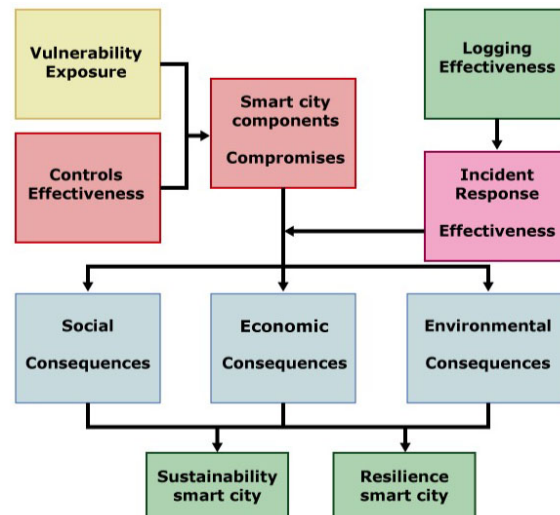 Vulnerability
Exposure
Logging
Effectiveness
Smart city
components
Compromises
Controls
Effectiveness
Incident
Response
Effectiveness
Social
Consequences
Economic
Consequences
Environmental
Consequences
Sustainability
smart city
Resilience
smart city